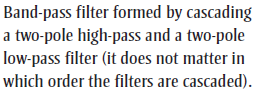 Band-pass filter formed by cascading
a two-pole high-pass and a two-pole
low-pass filter (it does not matter in
which order the filters are cascaded).